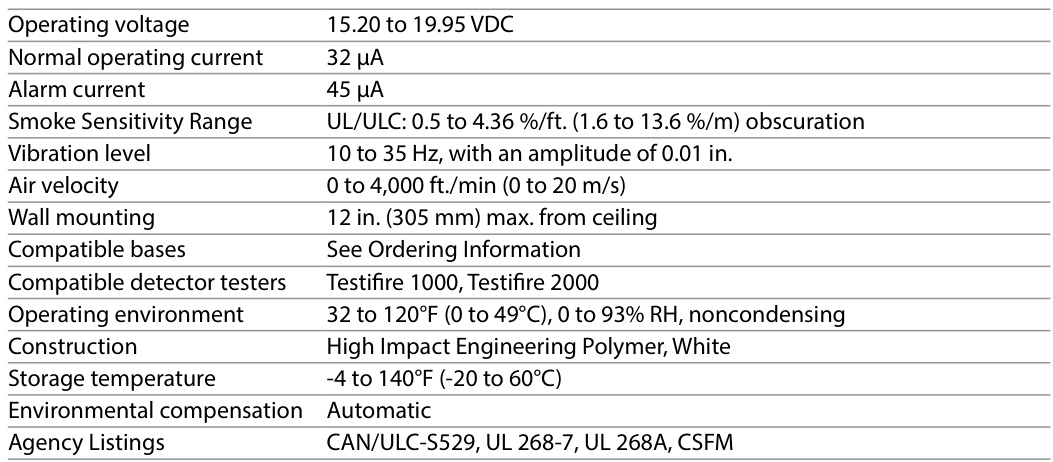 Operating voltage 15.20 to 19.95 VDC
Normal operating current 32 µA
Alarm current 45 µA
Smoke Sensitivity Range UL/ULC: 0.5 to 4.36 %/ft. (1.6 to 13.6 %/m) obscuration
Vibration level 10 to 35 Hz, with an amplitude of 0.01 in.
Air velocity 0 to 4,000 ft./min (0 to 20 m/s)
Wall mounting 12 in. (305 mm) max. from ceiling
Compatible bases See Ordering Information
Compatible detector testers Testifire 1000, Testifire 2000
Operating environment 32 to 120°F (0 to 49°C), 0 to 93% RH, noncondensing
Construction High Impact Engineering Polymer, White
Storage temperature -4 to 140°F (-20 to 60°C)
Environmental compensation Automatic
Agency Listings CAN/ULC-S529, UL 268-7, UL 268A, CSFM